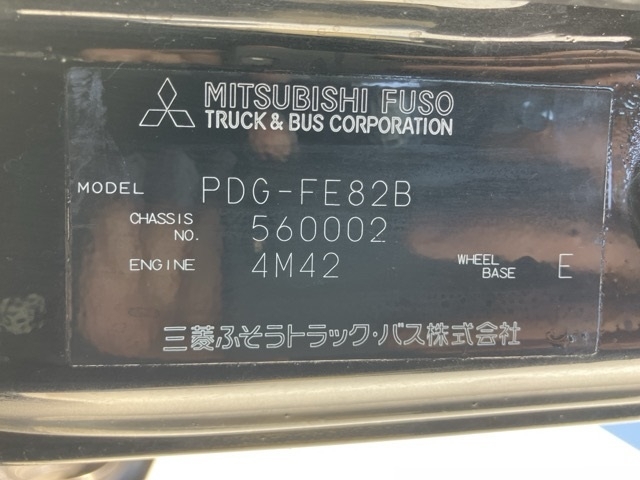 MITSUBISHI FUSO
TRUCK & BUS CORPORATION
MODEL PDG-FE82B
CHASSIS NO. 560002
ENGINE 4M42 WHEEL BASE E
三菱ふそうトラック・バス株式会社